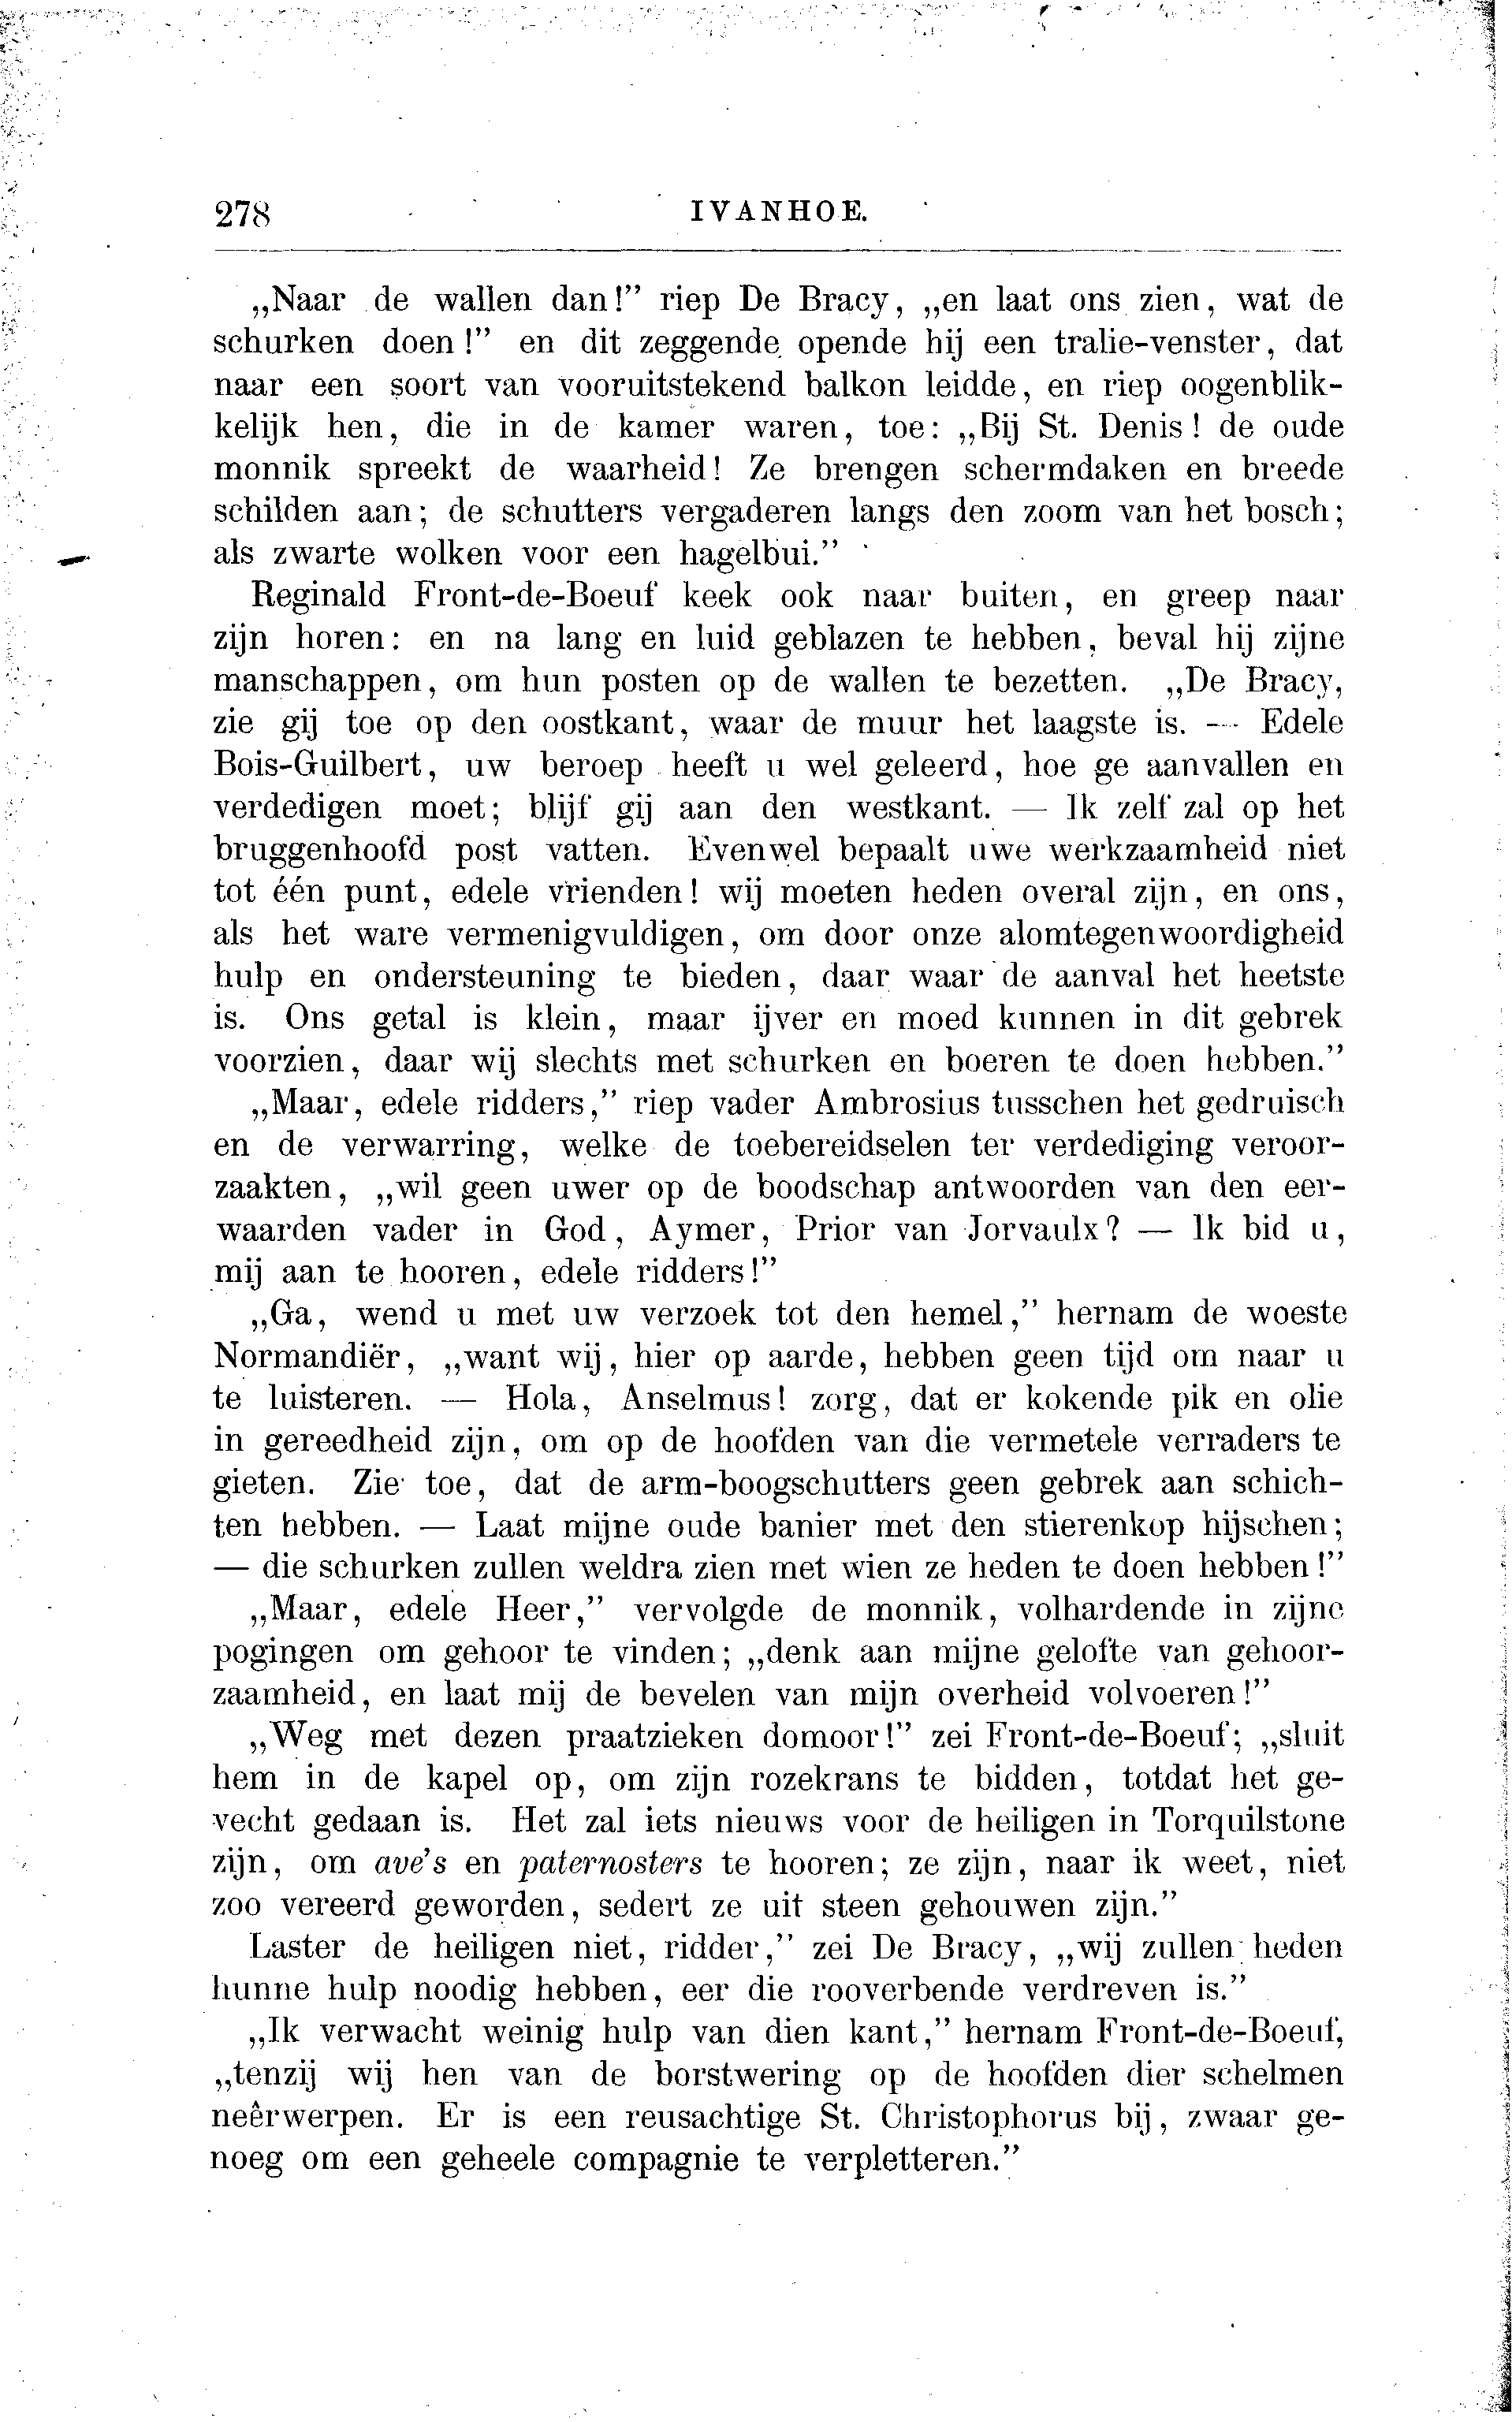 278 IVANHOE.
„Naar de wallen dan!” riep De Bracy, „en laat ons zien, wat de
schurken doen!” en dit zeggende opende hij een tralie-venster, dat
naar een soort van vooruitstekend balkon leidde, en riep oogenblik-
kelijk hen, die in de kamer waren, toe: „Bij St. Denis! de oude
monnik spreekt de waarheid! Ze brengen schermdaken en breede
schilden aan; de schutters vergaderen langs den zoom van het bosch;
als zwarte wolken voor een hagelbui.”
Reginald Front-de-Boeuf keek ook naar buiten, en greep naar
zijn horen: en na lang en luid geblazen te hebben, beval hij zijne
manschappen, om hun posten op de wallen te bezetten. „De Bracy,
zie gij toe op den oostkant, waar de muur het laagste is. — Edele
Bois-Guilbert, uw beroep heeft u wel geleerd, hoe ge aanvallen en
verdedigen moet; blijf gij aan den westkant. — Ik zelf zal op het
bruggenhoofd post vatten. Evenwel bepaalt uwe werkzaamheid niet
tot één punt, edele vrienden! wij moeten heden overal zijn, en ons,
als het ware vermenigvuldigen, om door onze alomtegenwoordigheid
hulp en ondersteuning te bieden, daar waar de aanval het heetste
is. Ons getal is klein, maar ijver en moed kunnen in dit gebrek
voorzien, daar wij slechts met schurken en boeren te doen hebben.”
„Maar, edele ridders,” riep vader Ambrosius tusschen het gedruisch
en de verwarring, welke de toebereidselen ter verdediging veroor-
zaakten, „wil geen uwer op de boodschap antwoorden van den eer-
waarden vader in God, Aymer, Prior van Jorvaulx? — Ik bid u,
mij aan te hooren, edele ridders!”
„Ga, wend u met uw verzoek tot den hemel,” hernam de woeste
Normandiër, „want wij, hier op aarde, hebben geen tijd om naar u
te luisteren. — Hola, Anselmus! zorg, dat er kokende pik en olie
in gereedheid zijn, om op de hoofden van die vermetele verraders te
gieten. Zie toe, dat de arm-boogschutters geen gebrek aan schich-
ten hebben. — Laat mijne oude banier met den stierenkop hijschen;
— die schurken zullen weldra zien met wien ze heden te doen hebben!”
„Maar, edele Heer,” vervolgde de monnik, volhardende in zijne
pogingen om gehoor te vinden; „denk aan mijne gelofte van gehoor-
zaamheid, en laat mij de bevelen van mijn overheid volvoeren!”
„Weg met dezen praatzieken domoor!” zei Front-de-Boeuf; „sluit
hem in de kapel op, om zijn rozekrans te bidden, totdat het ge-
vecht gedaan is. Het zal iets nieuws voor de heiligen in Torquilstone
zijn, om ave's en paternosters te hooren; ze zijn, naar ik weet, niet
zoo vereerd geworden, sedert ze uit steen gehouwen zijn.”
Laster de heiligen niet, ridder,” zei De Bracy, „wij zullen heden
hunne hulp noodig hebben, eer die rooverbende verdreven is.”
„Ik verwacht weinig hulp van dien kant,” hernam Front-de-Boeuf,
„tenzij wij hen van de borstwering op de hoofden dier schelmen
neêrwerpen. Er is een reusachtige St. Christophorus bij, zwaar ge-
noeg om een geheele compagnie te verpletteren.”